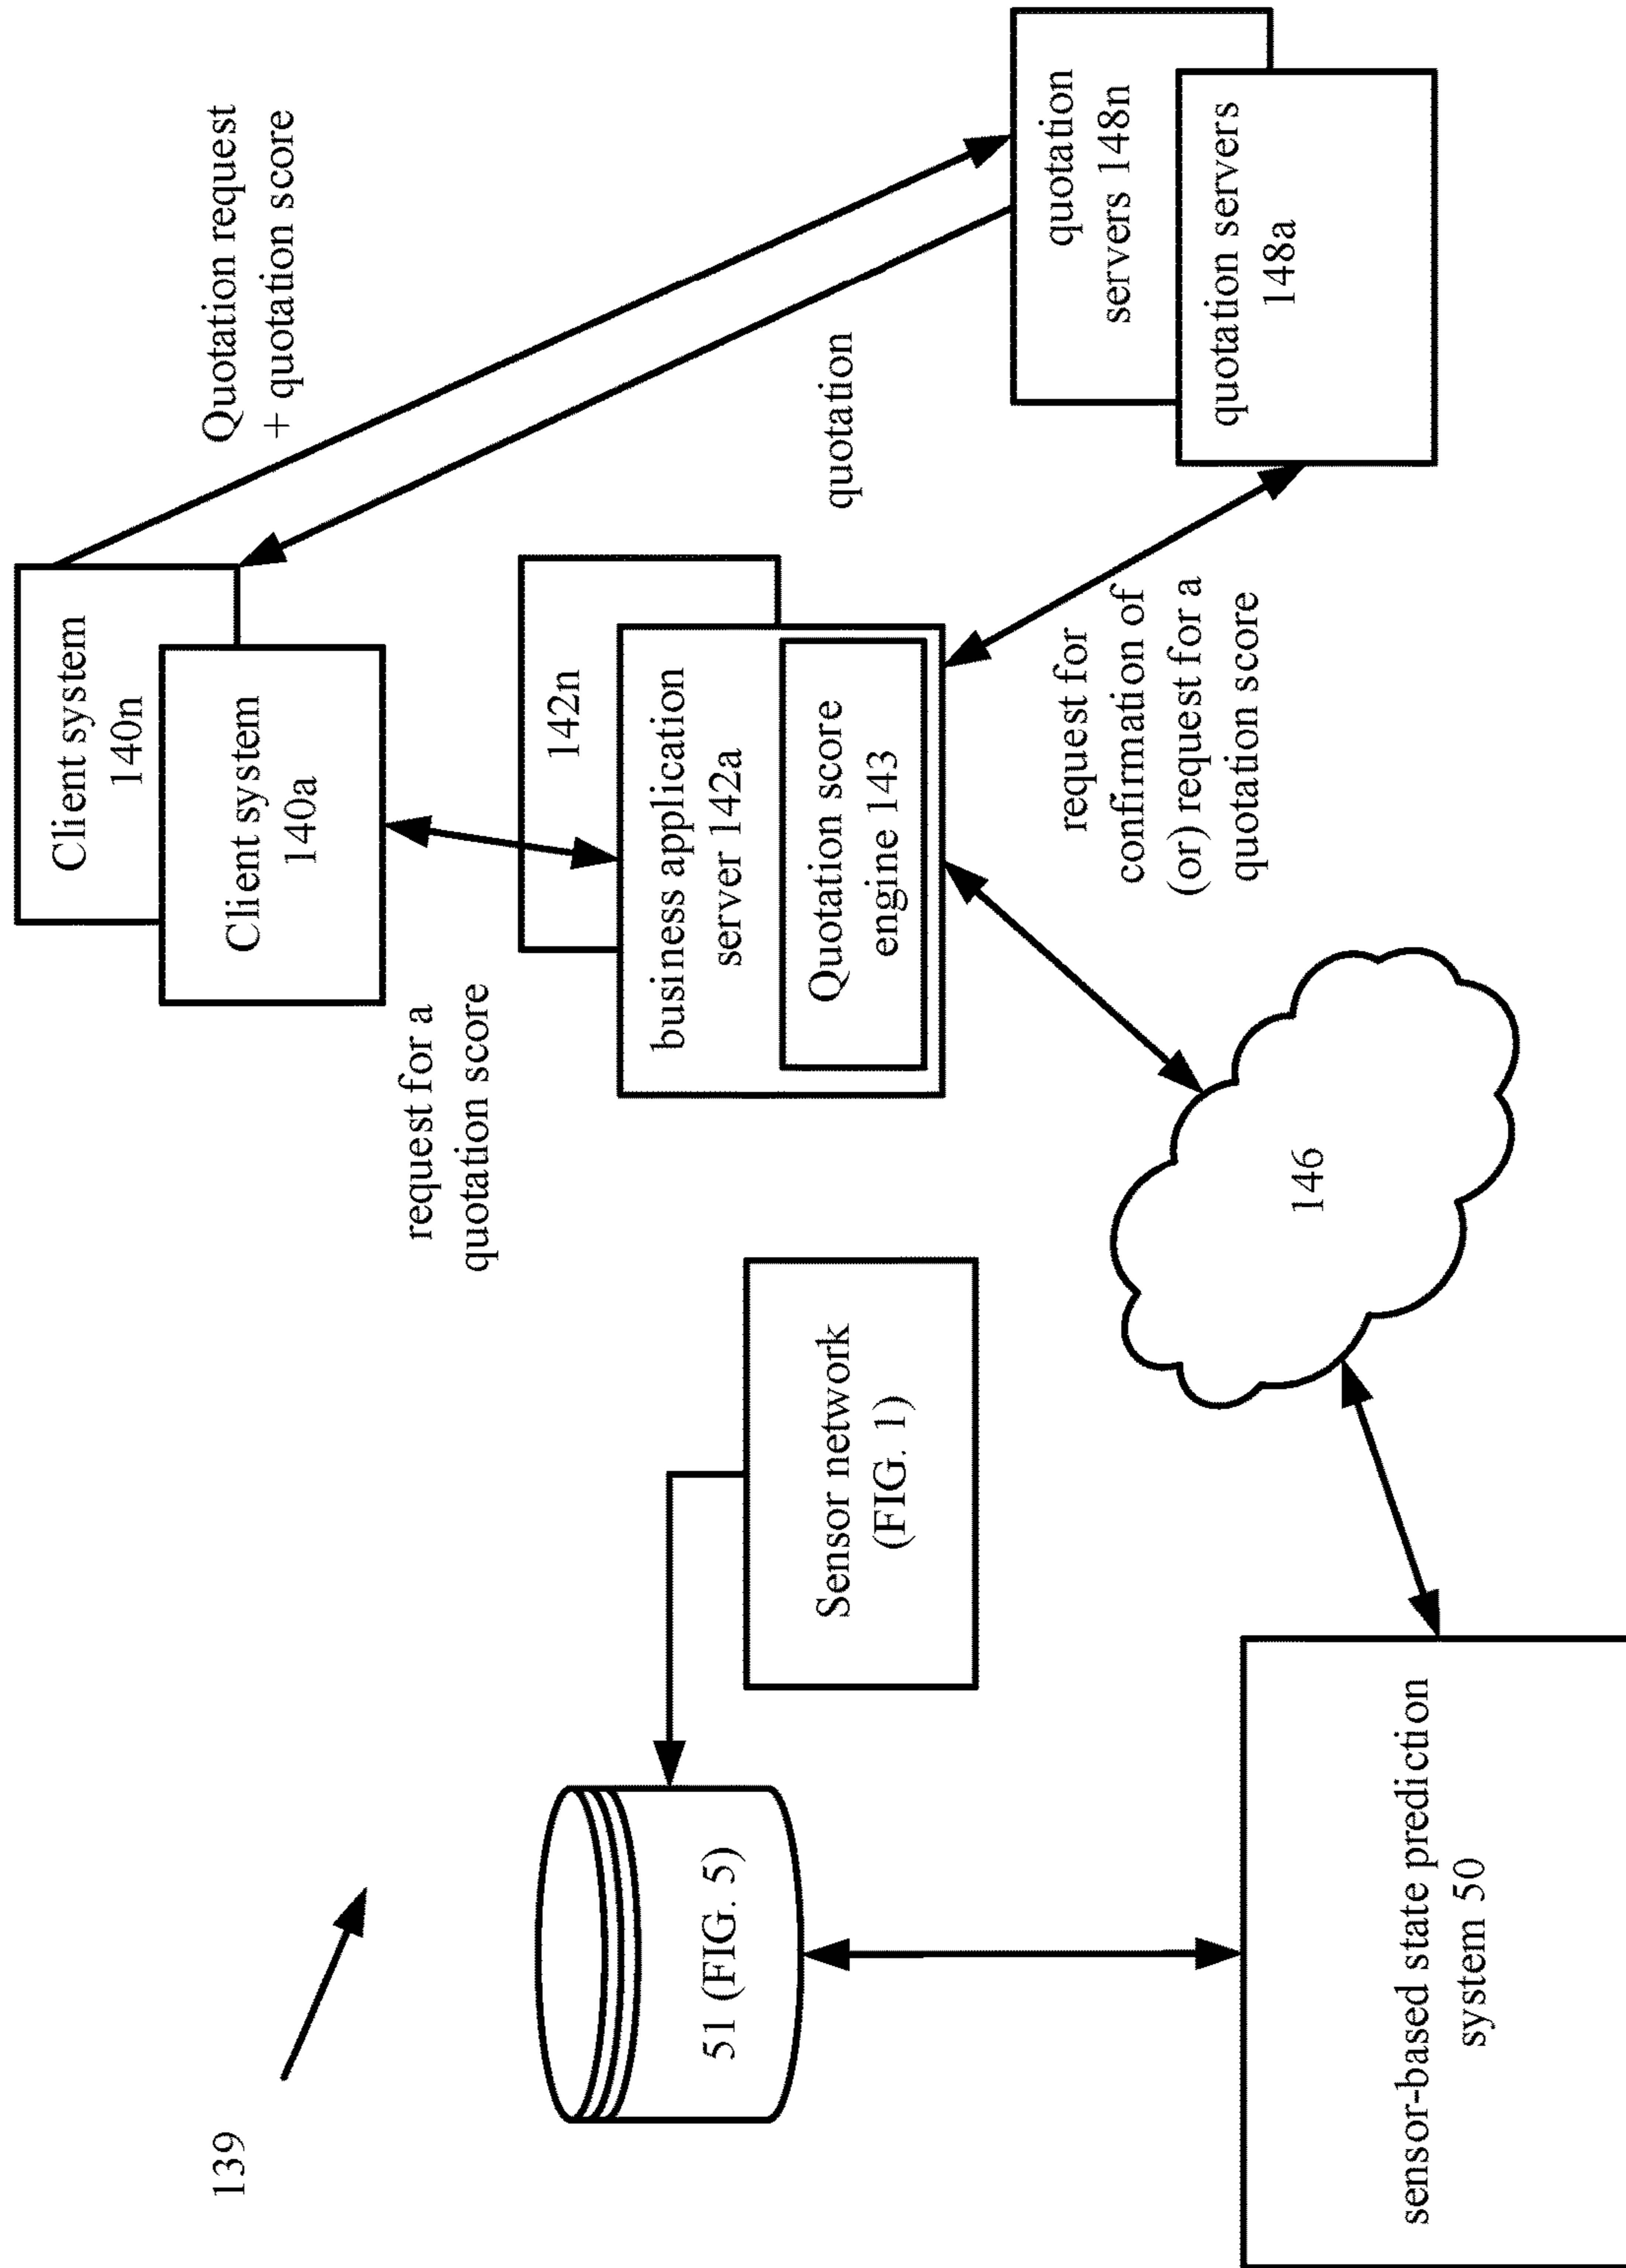 139
Client system
140n
Client system
140a
Quotation request
+ quotation score
request for a
quotation score
142n
business application
server 142a
Quotation score
engine 143
quotation
quotation
servers 148n
quotation servers
148a
request for
confirmation of
(or) request for a
quotation score
51 (FIG. 5)
Sensor network
(FIG. 1)
146
sensor-based state prediction
system 50